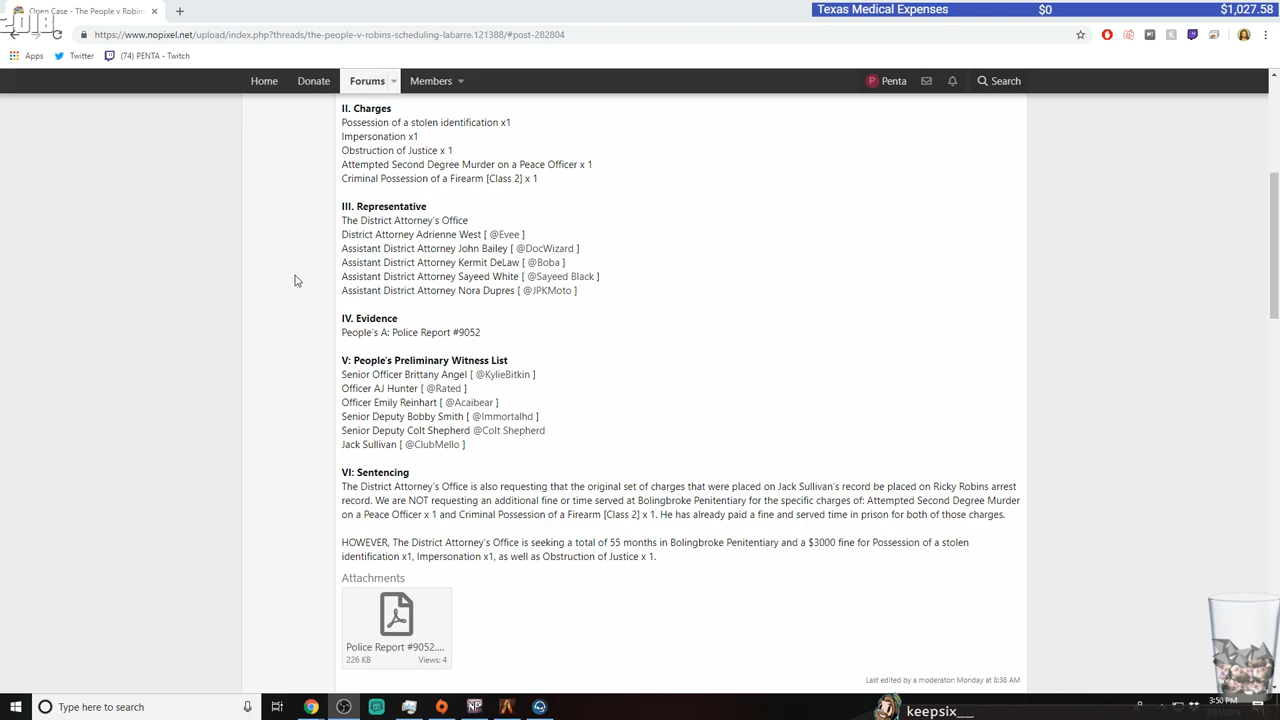 Open Case - The People v Robins
2018
Texas Medical Expenses $0 $1,027.58
https://www.nopixel.net/upload/index.php?threads/the-people-v-robins-scheduling-labarre.121388/#post-282804
Apps Twitter (74) PENTA - Twitch
Home Donate Forums Members P Penta Search
II. Charges
Possession of a stolen identification x1
Impersonation x1
Obstruction of Justice x 1
Attempted Second Degree Murder on a Peace Officer x 1
Criminal Possession of a Firearm [Class 2] x 1
III. Representative
The District Attorney's Office
District Attorney Adrienne West [ @Evee ]
Assistant District Attorney John Bailey [ @DocWizard ]
Assistant District Attorney Kermit DeLaw [ @Boba ]
Assistant District Attorney Sayeed White [ @Sayeed Black ]
Assistant District Attorney Nora Dupres [ @JPKMoto ]
IV. Evidence
People's A: Police Report #9052
V: People's Preliminary Witness List
Senior Officer Brittany Angel [ @KylieBitkin ]
Officer AJ Hunter [ @Rated ]
Officer Emily Reinhart [ @Acaibear ]
Senior Deputy Bobby Smith [ @Immortalhd ]
Senior Deputy Colt Shepherd @Colt Shepherd
Jack Sullivan [ @ClubMello ]
VI: Sentencing
The District Attorney's Office is also requesting that the original set of charges that were placed on Jack Sullivan's record be placed on Ricky Robins arrest
record. We are NOT requesting an additional fine or time served at Bolingbroke Penitentiary for the specific charges of: Attempted Second Degree Murder
on a Peace Officer x 1 and Criminal Possession of a Firearm [Class 2] x 1. He has already paid a fine and served time in prison for both of those charges.
HOWEVER, The District Attorney's Office is seeking a total of 55 months in Bolingbroke Penitentiary and a $3000 fine for Possession of a stolen
identification x1, Impersonation x1, as well as Obstruction of Justice x 1.
Attachments
Police Report #9052....
226 KB Views: 4
Last edited by a moderator: Monday at 8:38 AM
Type here to search
keepsix__
3:50 PM
7/31/2019